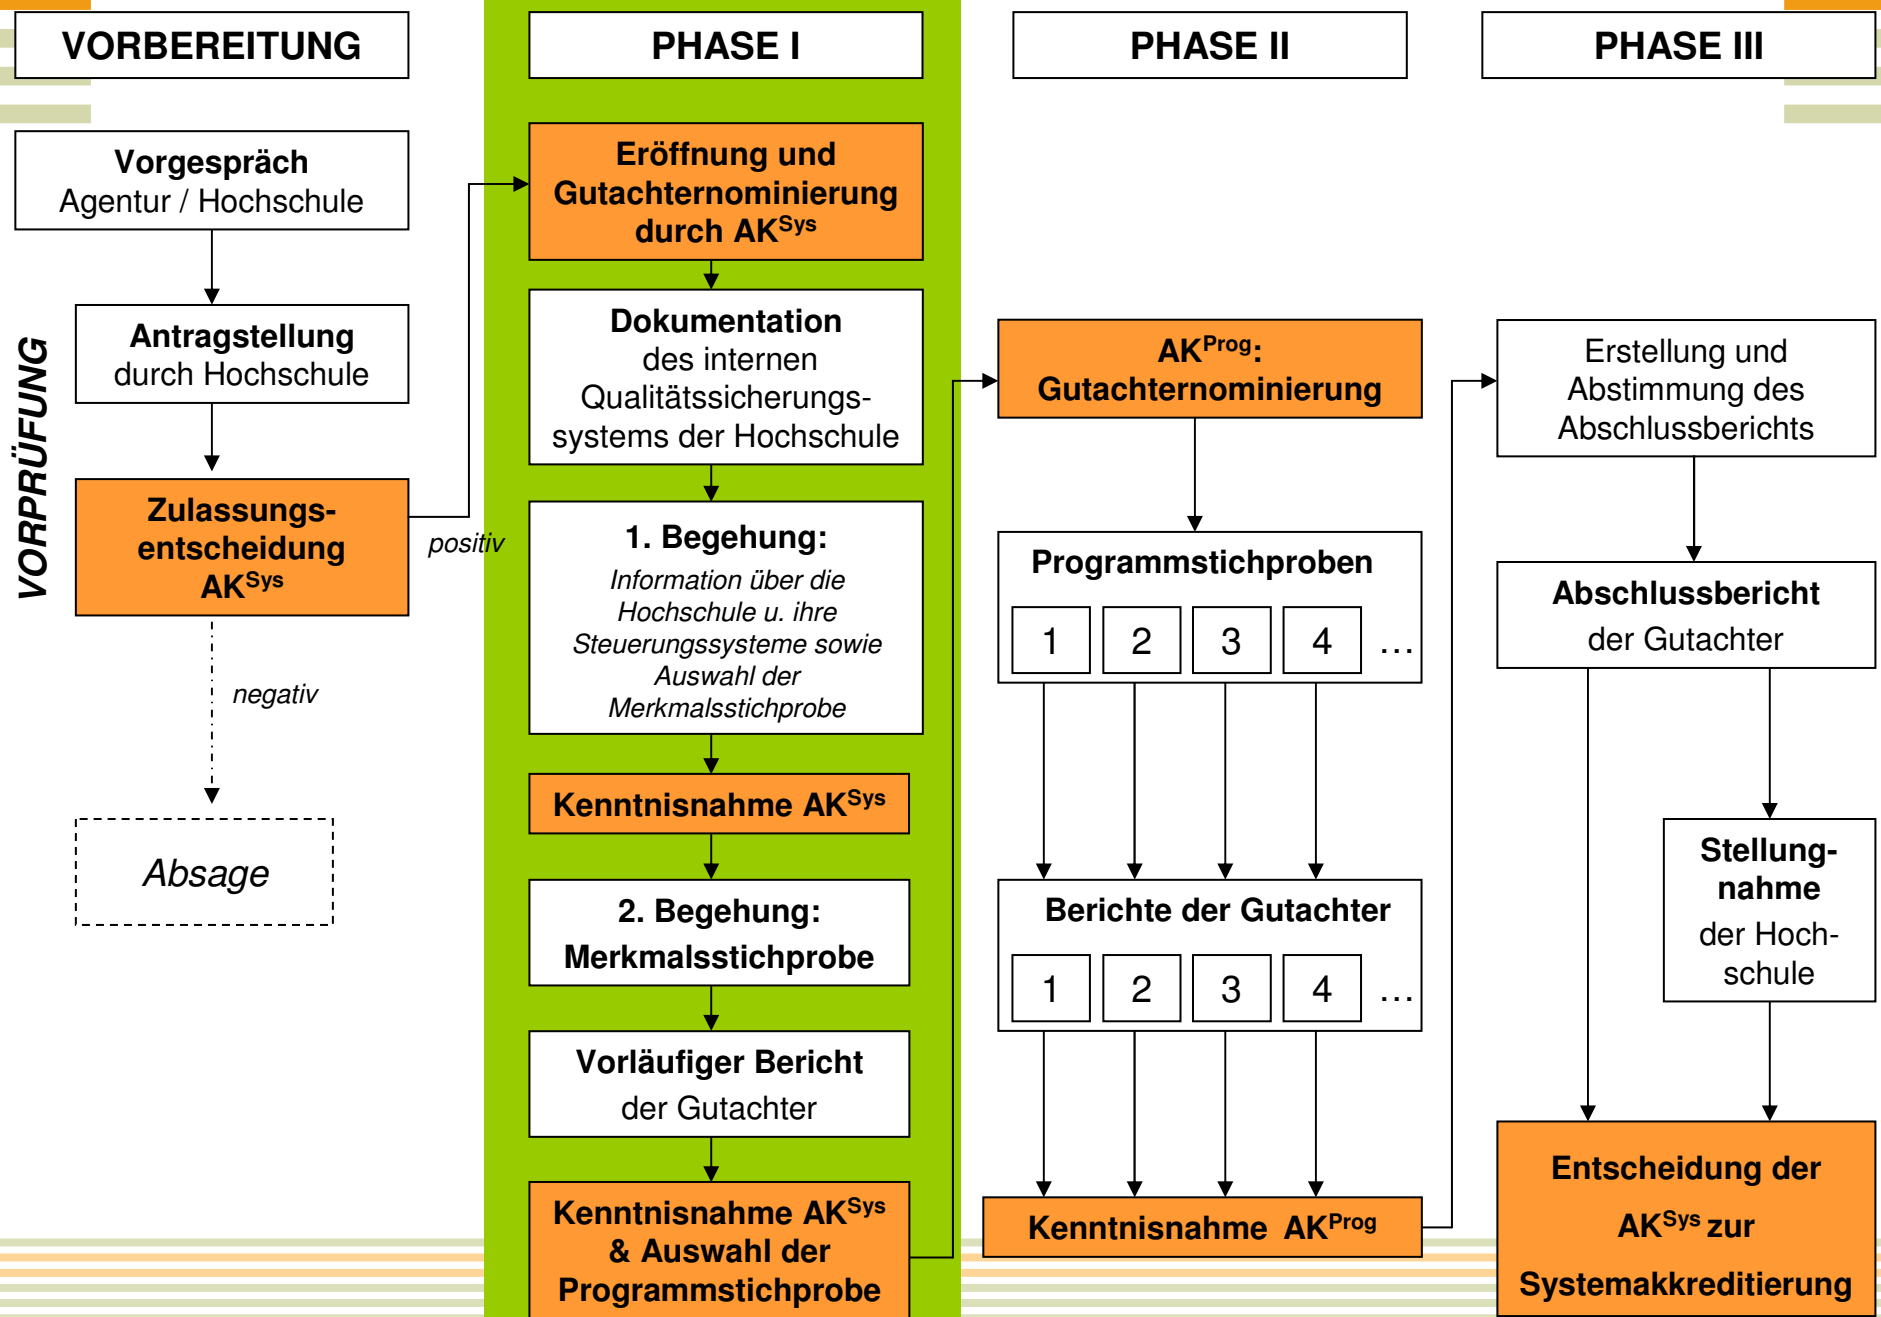 VORBEREITUNG
Vorgespräch
Agentur / Hochschule
VORPRÜFUNG
Antragstellung
durch Hochschule
Zulassungs-
entscheidung
AKSys
positiv
negativ
Absage
PHASE I
Eröffnung und
Gutachternominierung
durch AKSys
Dokumentation
des internen
Qualitätssicherungs-
systems der Hochschule
1. Begehung:
Information über die
Hochschule u. ihre
Steuerungssysteme sowie
Auswahl der
Merkmalsstichprobe
Kenntnisnahme AKSys
2. Begehung:
Merkmalsstichprobe
Vorläufiger Bericht
der Gutachter
Kenntnisnahme AKSys
& Auswahl der
Programmstichprobe
PHASE II
AKProg:
Gutachternominierung
Programmstichproben
1 2 3 4 …
Berichte der Gutachter
1 2 3 4 …
Kenntnisnahme AKProg
PHASE III
Erstellung und
Abstimmung des
Abschlussberichts
Abschlussbericht
der Gutachter
Stellung-
nahme
der Hoch-
schule
Entscheidung der
AKSys zur
Systemakkreditierung